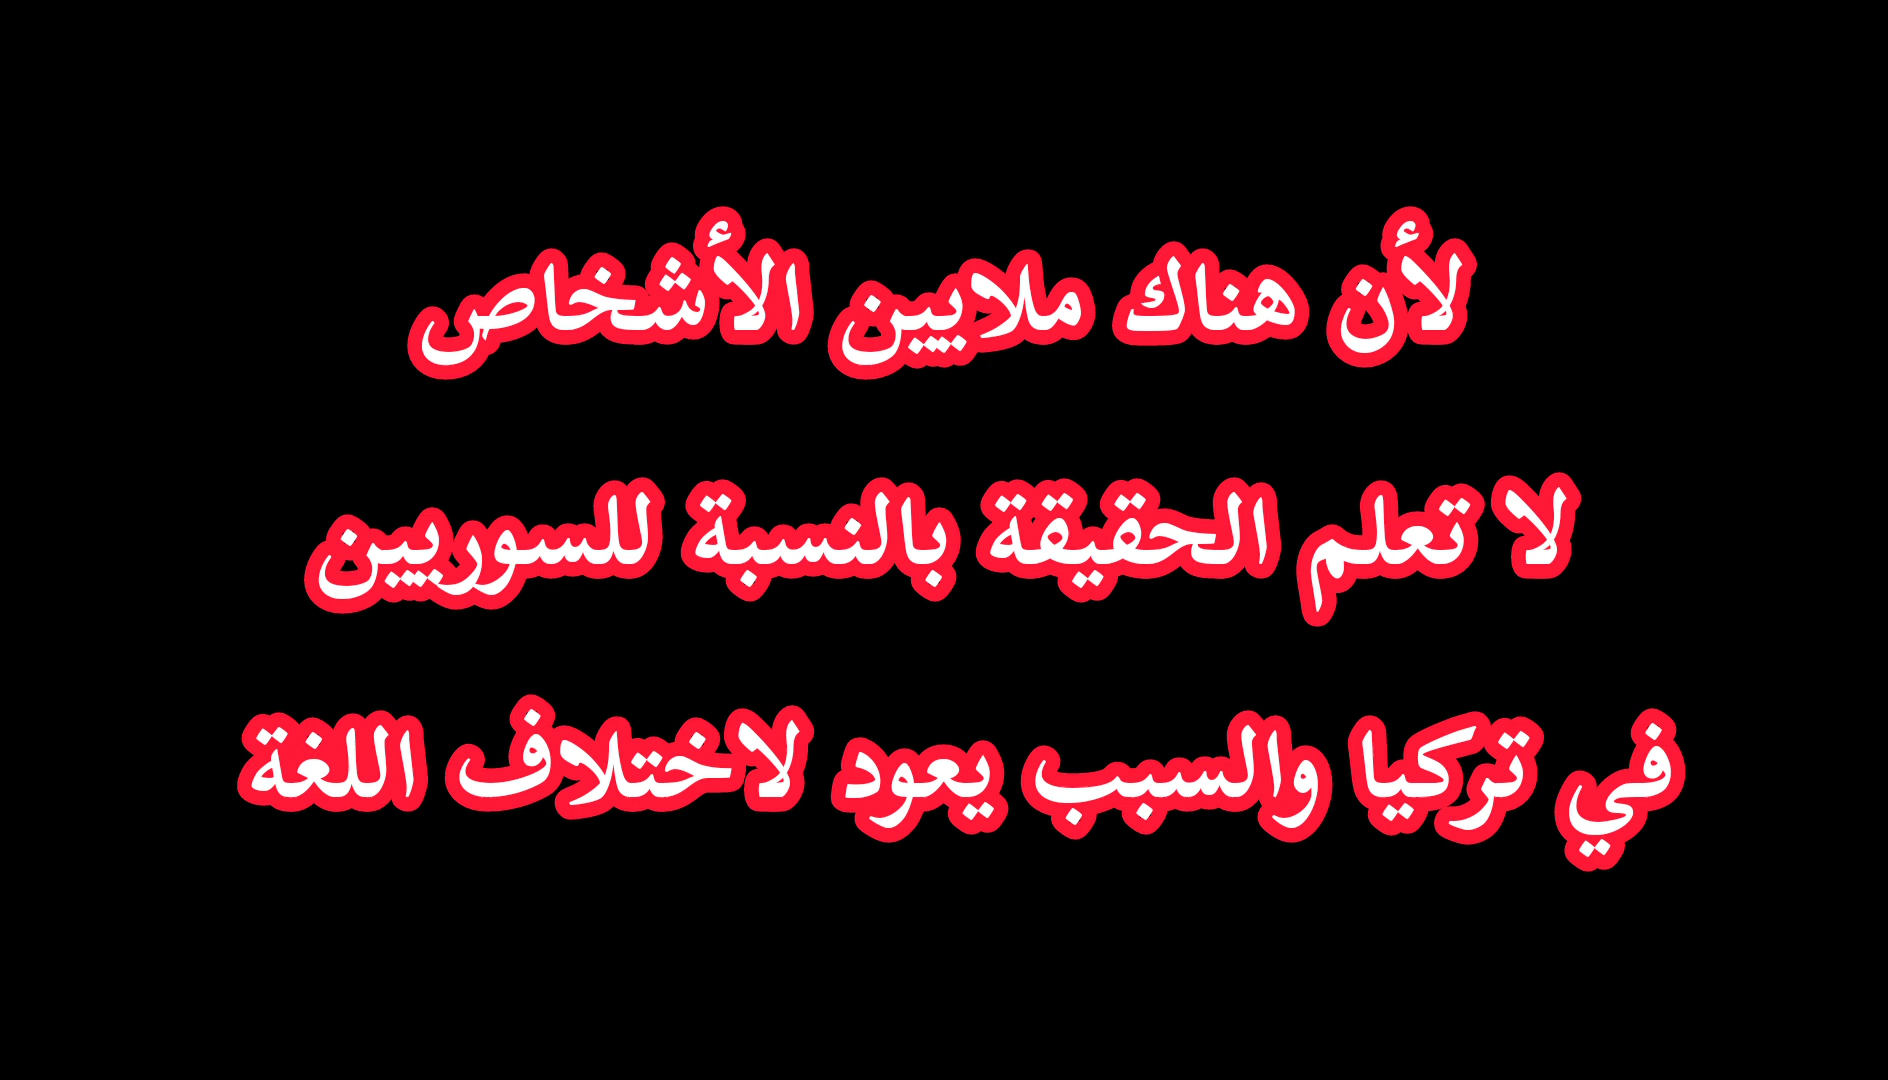 لأن هناك ملايين الأشخاص
لا تعلم الحقيقة بالنسبة للسوريين
في تركيا والسبب يعود لاختلاف اللغة